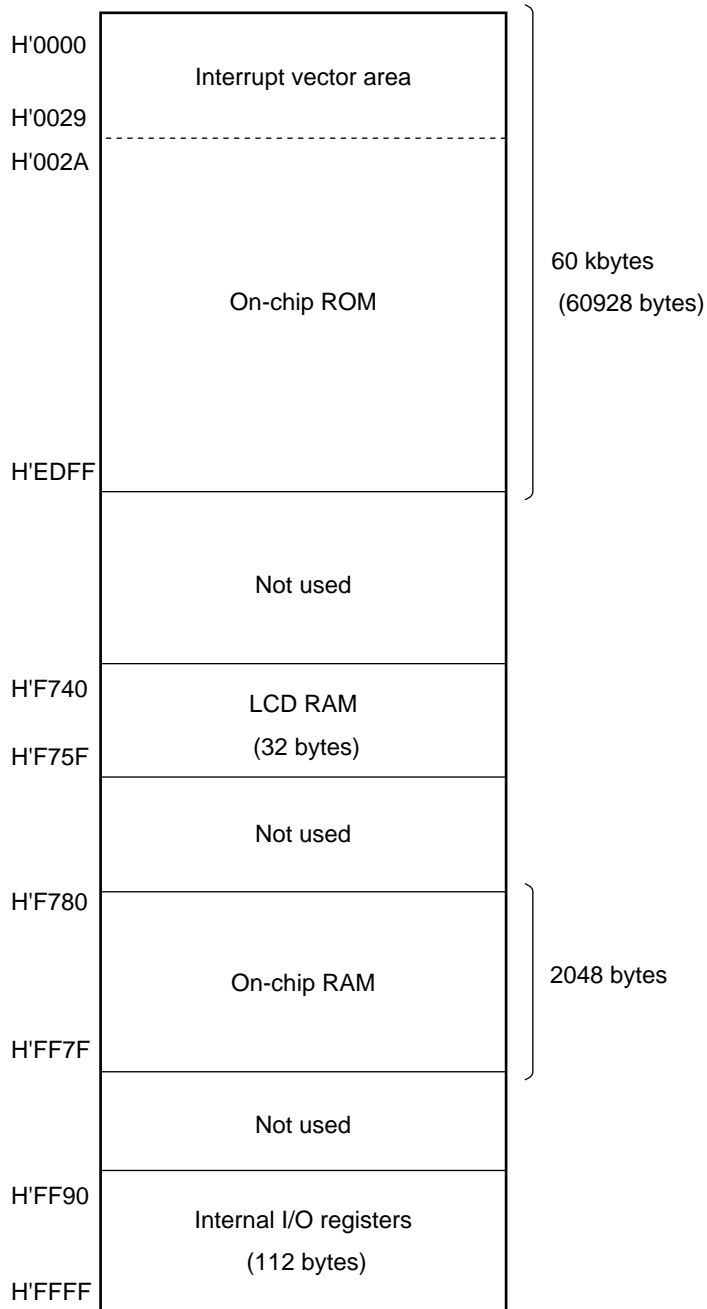 H'0000
Interrupt vector area
H'0029
H'002A
On-chip ROM
60 kbytes
(60928 bytes)
H'EDFF
Not used
H'F740
LCD RAM
(32 bytes)
H'F75F
Not used
H'F780
On-chip RAM
2048 bytes
H'FF7F
Not used
H'FF90
Internal I/O registers
(112 bytes)
H'FFFF